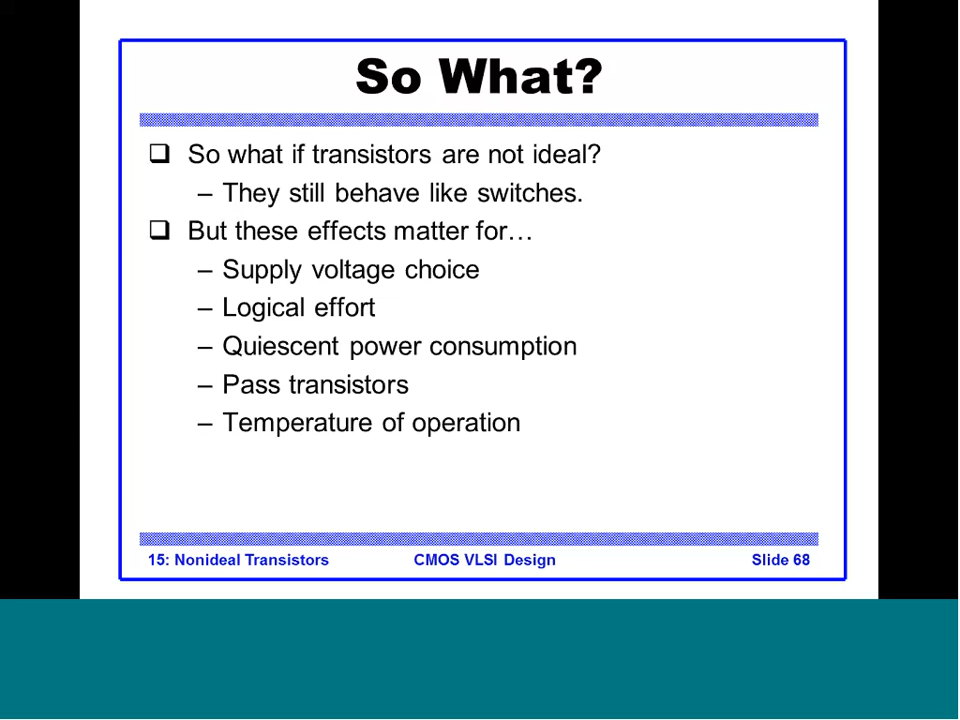 So What?
❑ So what if transistors are not ideal?
– They still behave like switches.
❑ But these effects matter for…
– Supply voltage choice
– Logical effort
– Quiescent power consumption
– Pass transistors
– Temperature of operation
15: Nonideal Transistors CMOS VLSI Design Slide 68